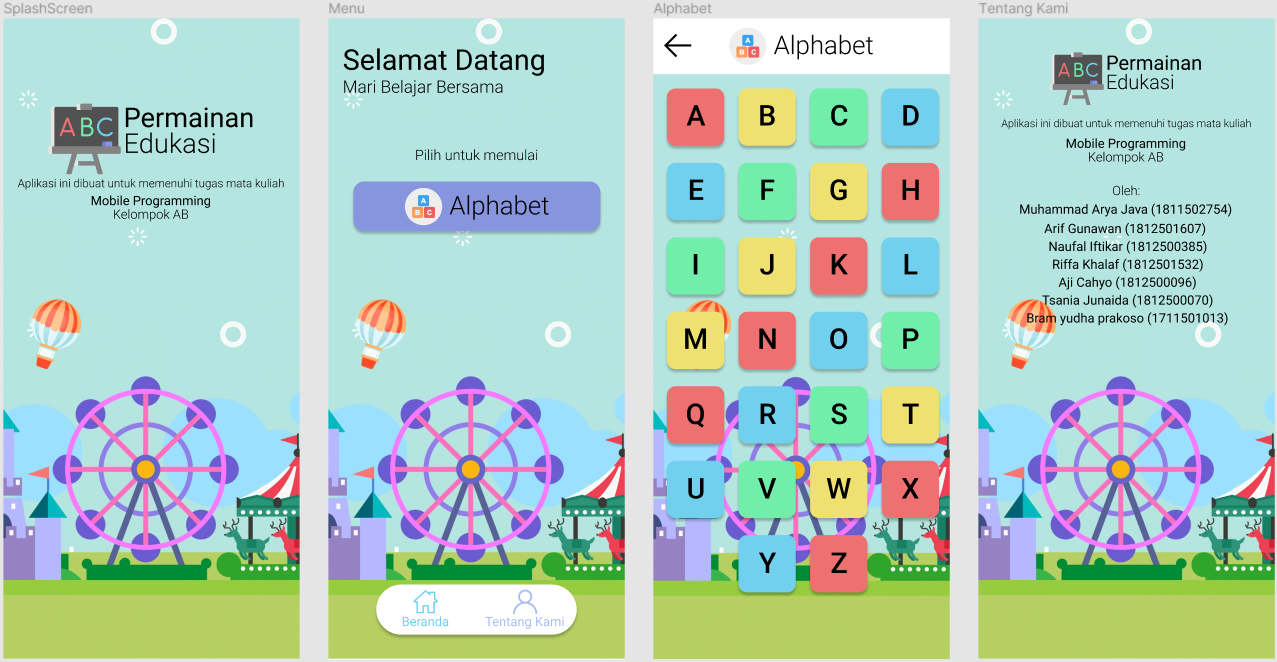 SplashScreen
ABC
Permainan
Edukasi
Aplikasi ini dibuat untuk memenuhi tugas mata kuliah
Mobile Programming
Kelompok AB
Menu
Selamat Datang
Mari Belajar Bersama
Pilih untuk memulai
A
B C
Alphabet
Beranda
Tentang Kami
Alphabet
A
B C
Alphabet
A B C D
E F G H
I J K L
M N O P
Q R S T
U V W X
Y Z
Tentang Kami
ABC
Permainan
Edukasi
Aplikasi ini dibuat untuk memenuhi tugas mata kuliah
Mobile Programming
Kelompok AB
Oleh:
Muhammad Arya Java (1811502754)
Arif Gunawan (1812501607)
Naufal Iftikar (1812500385)
Riffa Khalaf (1812501532)
Aji Cahyo (1812500096)
Tsania Junaida (1812500070)
Bram yudha prakoso (1711501013)